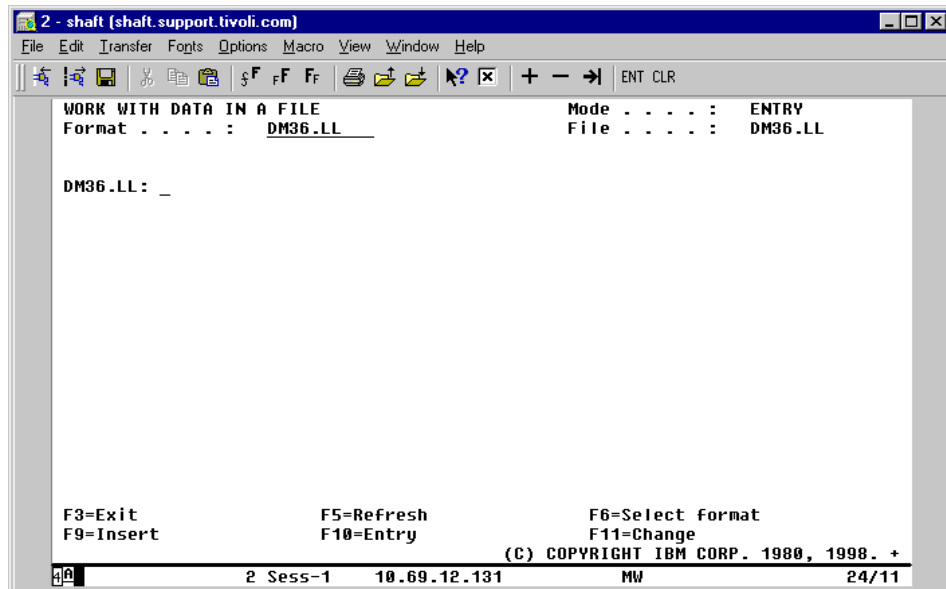 2 - shaft (shaft.support.tivoli.com)
File Edit Transfer Fonts Options Macro View Window Help
ENT CLR
WORK WITH DATA IN A FILE Mode . . . . : ENTRY
Format . . . . : DM36.LL File . . . . : DM36.LL
DM36.LL: _
F3=Exit F5=Refresh F6=Select format
F9=Insert F10=Entry F11=Change
(C) COPYRIGHT IBM CORP. 1980, 1998. +
4A 2 Sess-1 10.69.12.131 MW 24/11